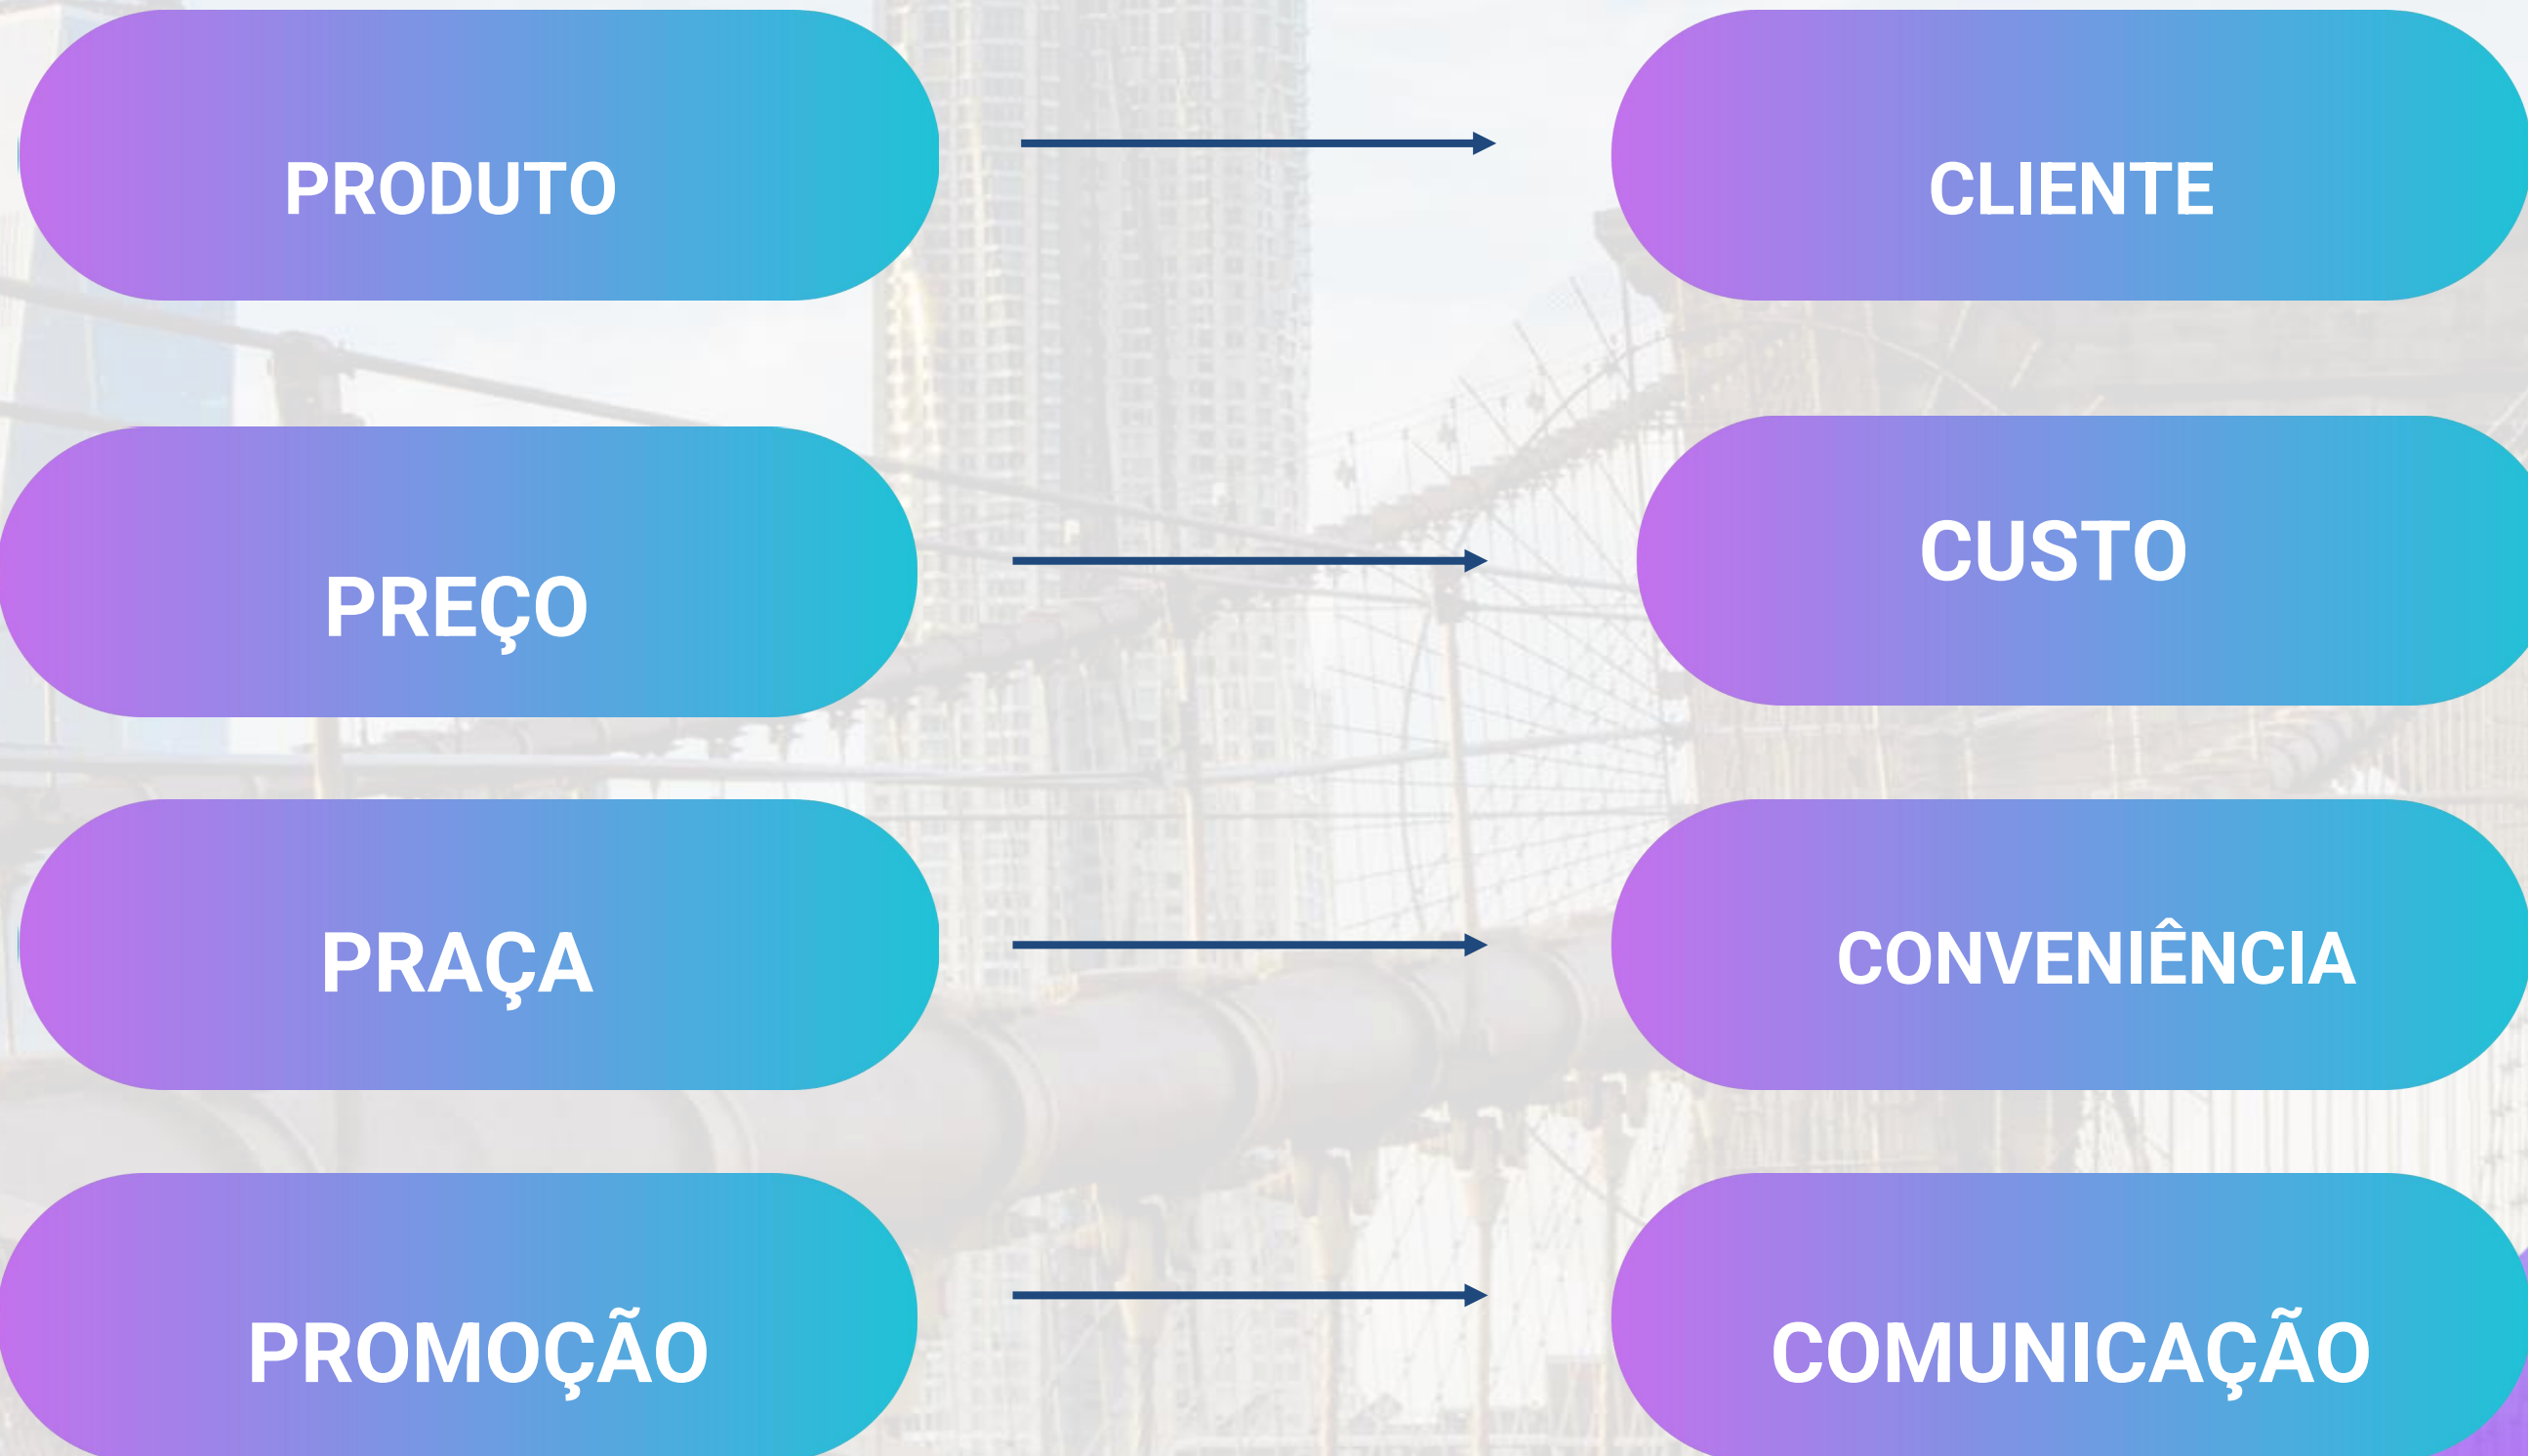 PRODUTO
CLIENTE
PREÇO
CUSTO
PRAÇA
CONVENIÊNCIA
PROMOÇÃO
COMUNICAÇÃO